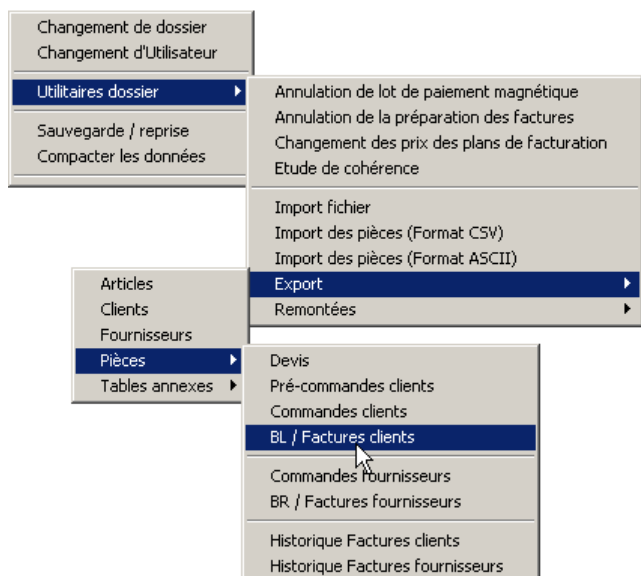 Changement de dossier
Changement d'Utilisateur
Utilitaires dossier
Sauvegarde / reprise
Compacter les données
Annulation de lot de paiement magnétique
Annulation de la préparation des factures
Changement des prix des plans de facturation
Etude de cohérence
Import fichier
Import des pièces (Format CSV)
Import des pièces (Format ASCII)
Export
Remontées
Articles
Clients
Fournisseurs
Pièces
Tables annexes
Devis
Pré-commandes clients
Commandes clients
BL / Factures clients
Commandes fournisseurs
BR / Factures fournisseurs
Historique Factures clients
Historique Factures fournisseurs